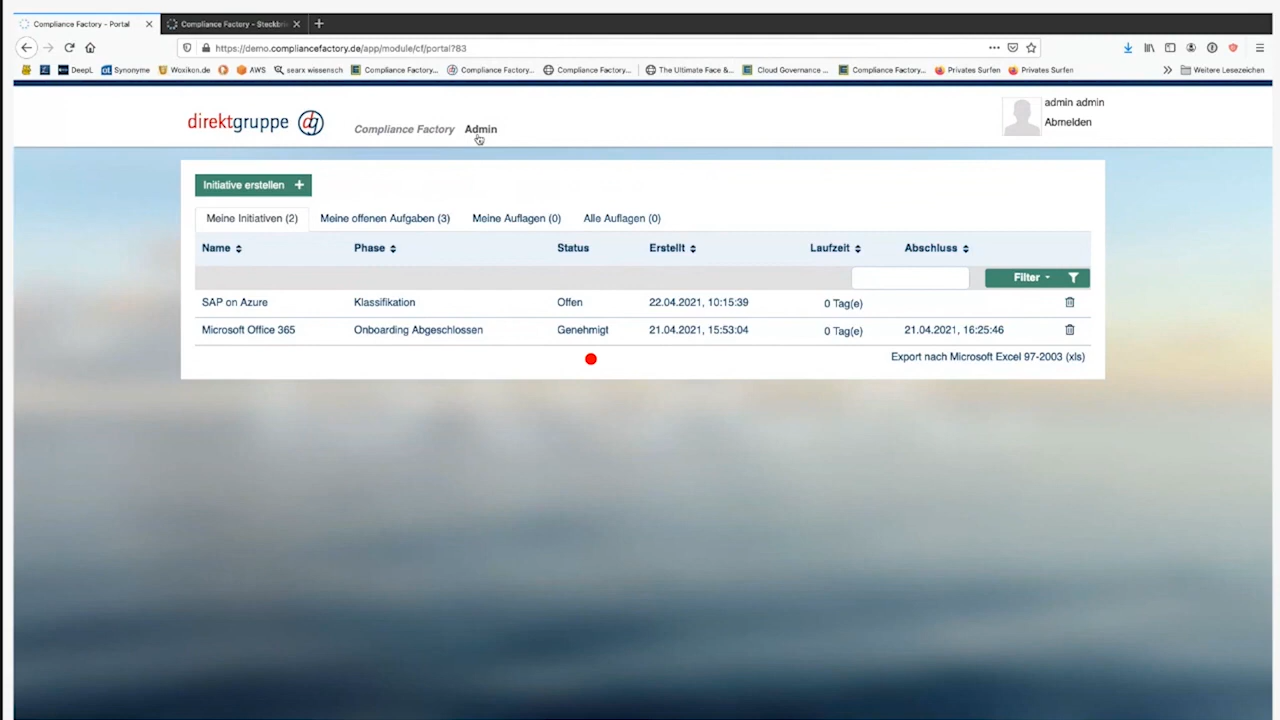 Compliance Factory - Portal
Compliance Factory - Steckbri
https://demo.compliancefactory.de/app/module/cf/portal?83
DeepL Synonyme Woxikon.de AWS searx wissensch Compliance Factory... Compliance Factory... Compliance Factory... The Ultimate Face &... Cloud Governance ... Compliance Factory... Privates Surfen Privates Surfen Weitere Lesezeichen
direktgruppe dg
Compliance Factory Admin
admin admin
Abmelden
Initiative erstellen +
Meine Initiativen (2) Meine offenen Aufgaben (3) Meine Auflagen (0) Alle Auflagen (0)
Name Phase Status Erstellt Laufzeit Abschluss
Filter
SAP on Azure Klassifikation Offen 22.04.2021, 10:15:39 0 Tag(e)
Microsoft Office 365 Onboarding Abgeschlossen Genehmigt 21.04.2021, 15:53:04 0 Tag(e) 21.04.2021, 16:25:46
Export nach Microsoft Excel 97-2003 (xls)